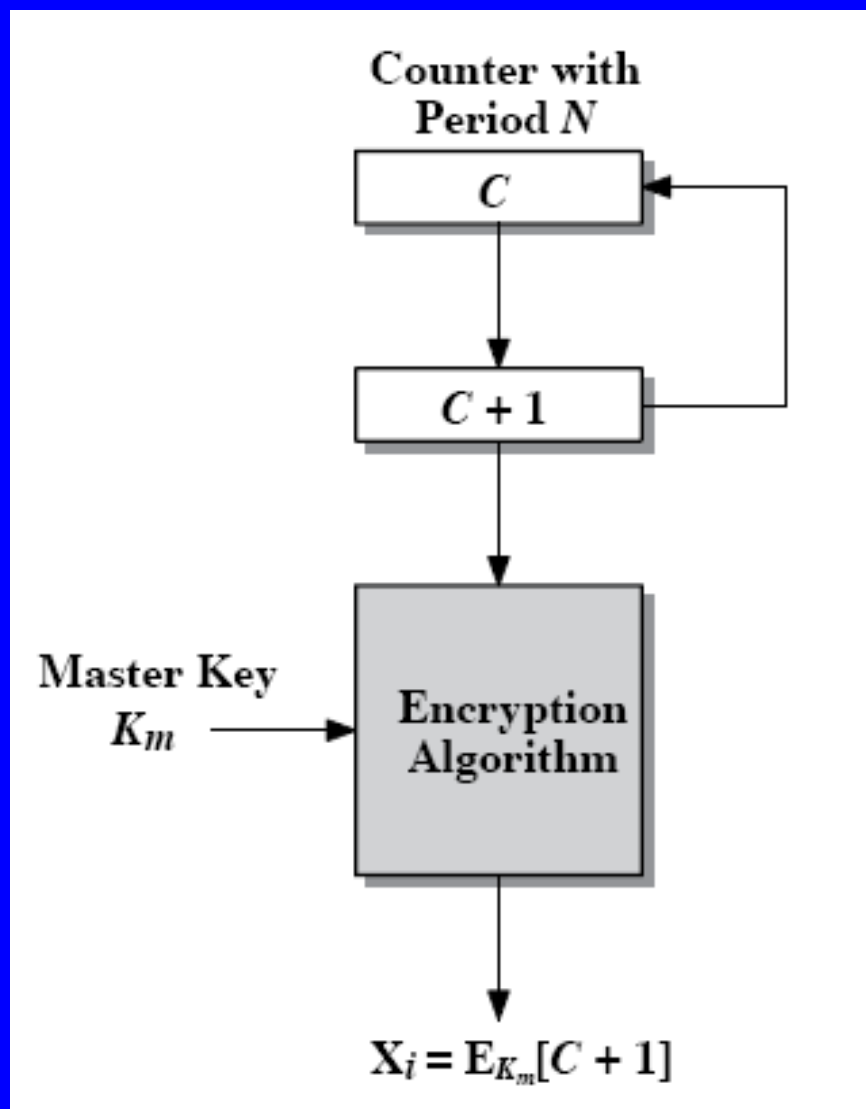 Counter with
Period N
C
C + 1
Master Key
Km
Encryption
Algorithm
Xi = EKm[C + 1]